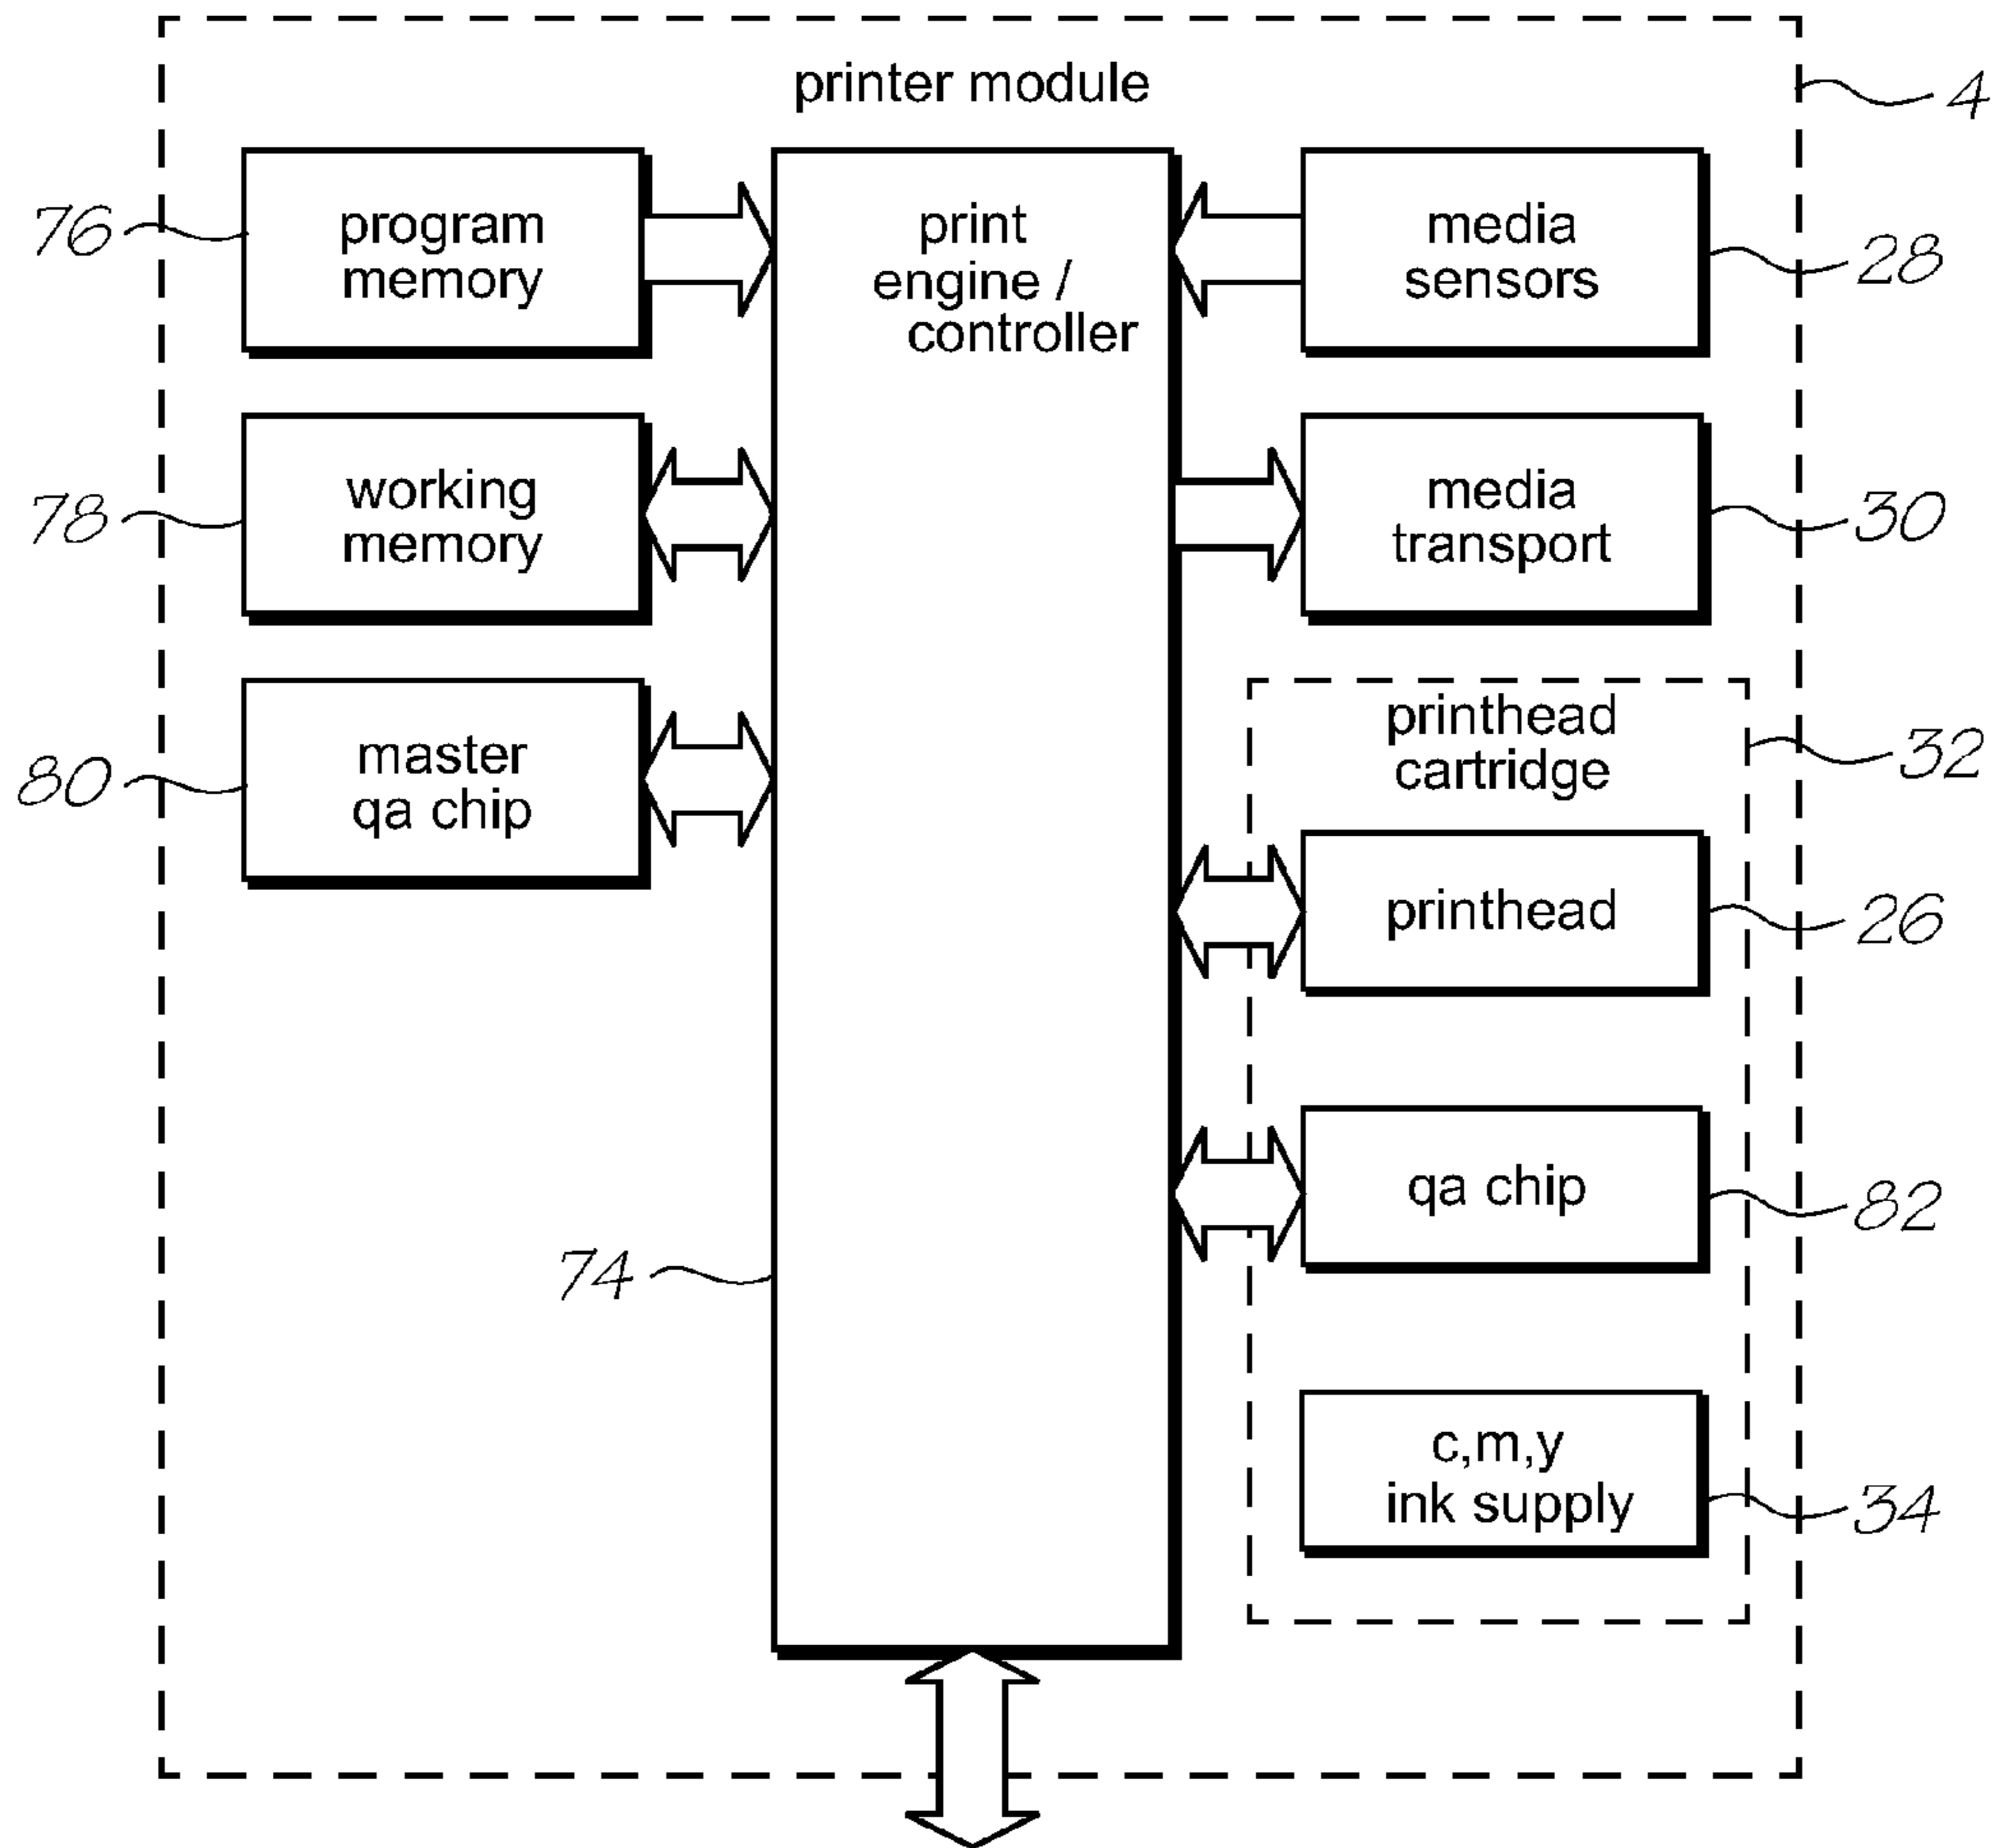 printer module
4
76
program
memory
print
engine /
controller
media
sensors
28
78
working
memory
media
transport
30
80
master
qa chip
printhead
cartridge
32
printhead
26
qa chip
82
74
c,m,y
ink supply
34